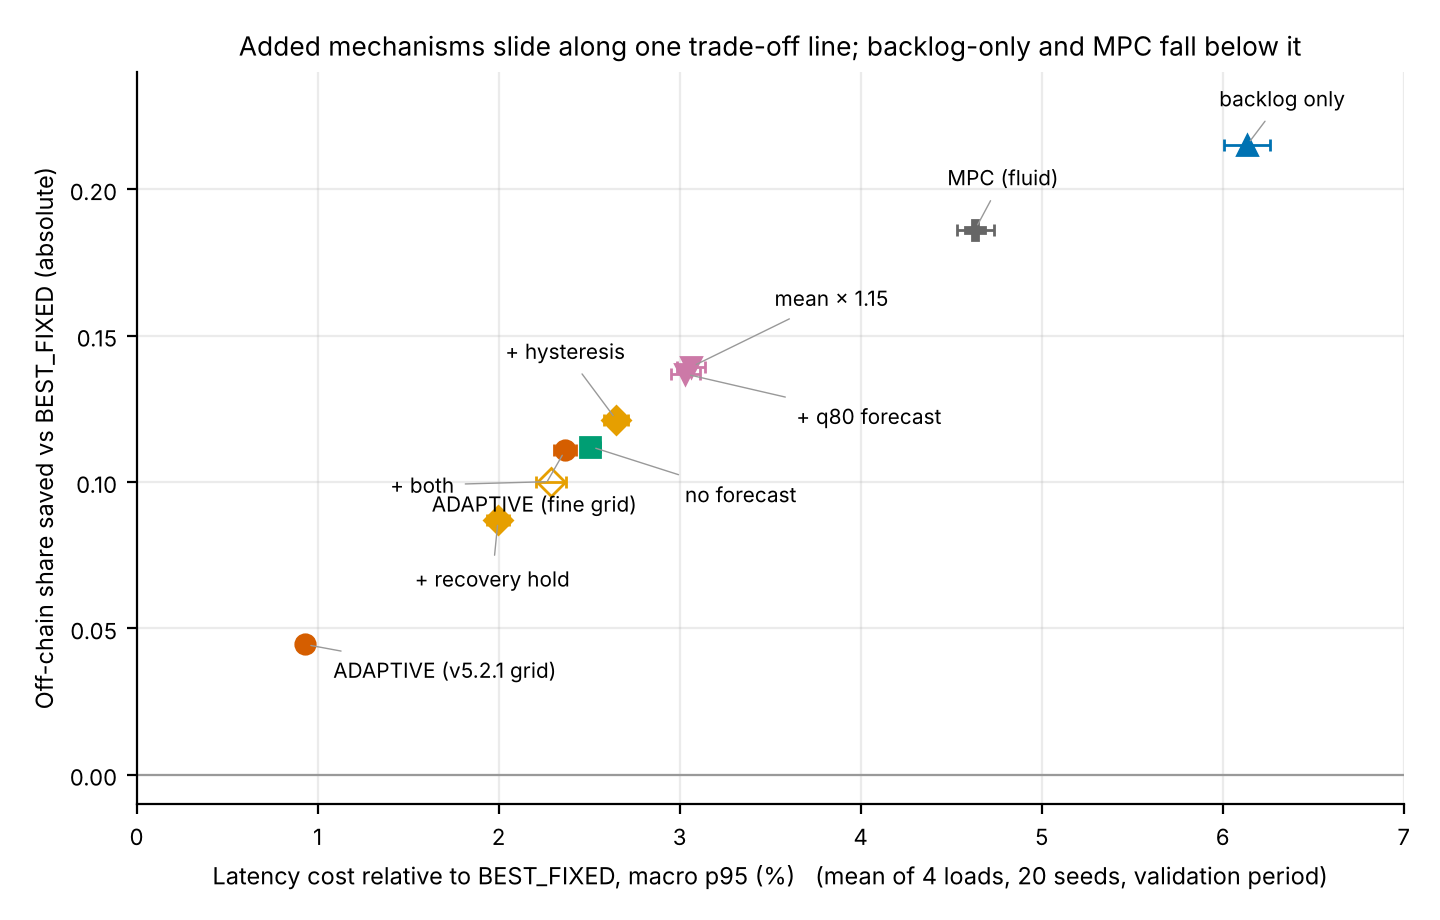 Added mechanisms slide along one trade-off line; backlog-only and MPC fall below it
backlog only
MPC (fluid)
mean × 1.15
+ hysteresis
+ q80 forecast
+ both
no forecast
ADAPTIVE (fine grid)
+ recovery hold
ADAPTIVE (v5.2.1 grid)
Off-chain share saved vs BEST_FIXED (absolute)
0.20
0.15
0.10
0.05
0.00
0 1 2 3 4 5 6 7
Latency cost relative to BEST_FIXED, macro p95 (%) (mean of 4 loads, 20 seeds, validation period)